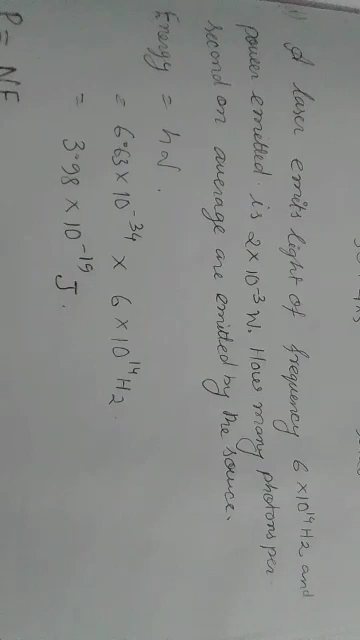 1) A laser emits light of frequency 6 × 10¹⁴ Hz and
power emitted. is 2 × 10⁻³ W. How many photons per
second on average are emitted by the source.
Energy = hν.
= 6.63 × 10⁻³⁴ × 6 × 10¹⁴ Hz.
= 3.98 × 10⁻¹⁹ J.
P = NE